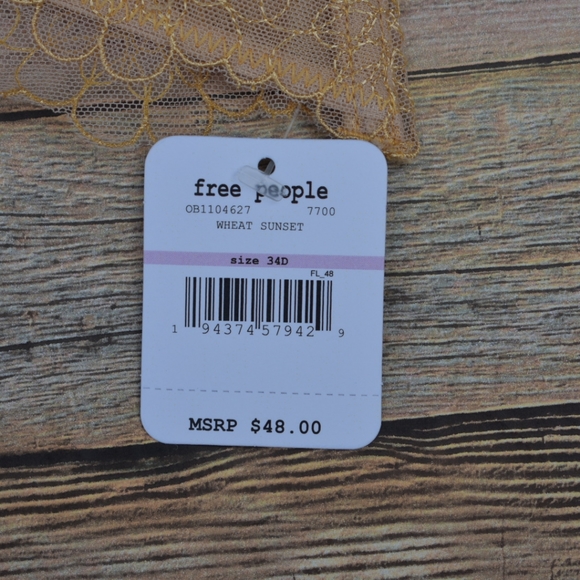 free people
OB1104627 7700
WHEAT SUNSET
size 34D
FL_48
1 94374 57942 9
MSRP $48.00